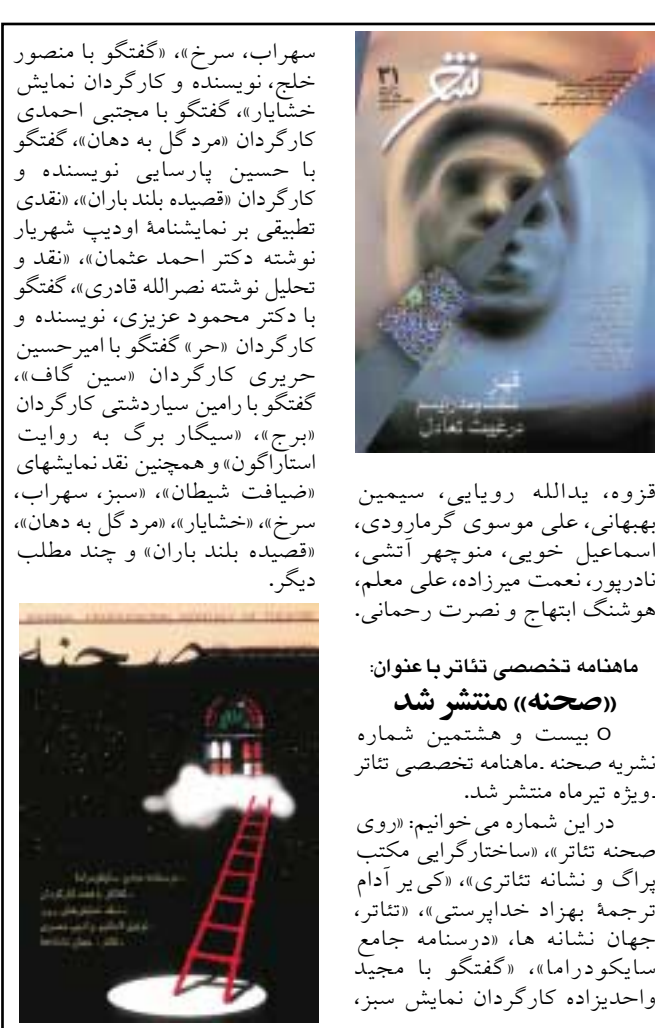 شعر
۳۱
قزوه، یدالله رویایی، سیمین
بهبهانی، علی موسوی گرمارودی،
اسماعیل خویی، منوچهر آتشی،
نادرپور، نعمت میرزاده، علی معلم،
هوشنگ ابتهاج و نصرت رحمانی.
ماهنامه تخصصی تئاتر با عنوان:
«صحنه» منتشر شد
o بیست و هشتمین شماره
نشریه صحنه ـماهنامه تخصصی تئاتر
ـویژه تیرماه منتشر شد.
در این شماره می خوانیم: «روی
صحنه تئاتر»، «ساختارگرایی مکتب
پراگ و نشانه تئاتری»، «کی یر آدام
ترجمهٔ بهزاد خداپرستی»، «تئاتر،
جهان نشانه ها، «درسنامه جامع
سایکودراما»، «گفتگو با مجید
واحدیزاده کارگردان نمایش سبز،
سهراب، سرخ»، «گفتگو با منصور
خلج، نویسنده و کارگردان نمایش
خشایار»، گفتگو با مجتبی احمدی
کارگردان «مرد گل به دهان»، گفتگو
با حسین پارسایی نویسنده و
کارگردان «قصیده بلند باران»، «نقدی
تطبیقی بر نمایشنامهٔ اودیپ شهریار
نوشته دکتر احمد عثمان»، «نقد و
تحلیل نوشته نصرالله قادری»، گفتگو
با دکتر محمود عزیزی، نویسنده و
کارگردان «حر» گفتگو با امیرحسین
حریری کارگردان «سین گاف»،
گفتگو با رامین سیاردشتی کارگردان
«برج»، «سیگار برگ به روایت
استاراگون» و همچنین نقد نمایشهای
«ضیافت شیطان»، «سبز، سهراب،
سرخ»، «خشایار»، «مرد گل به دهان»،
«قصیده بلند باران» و چند مطلب
دیگر.
صحنه